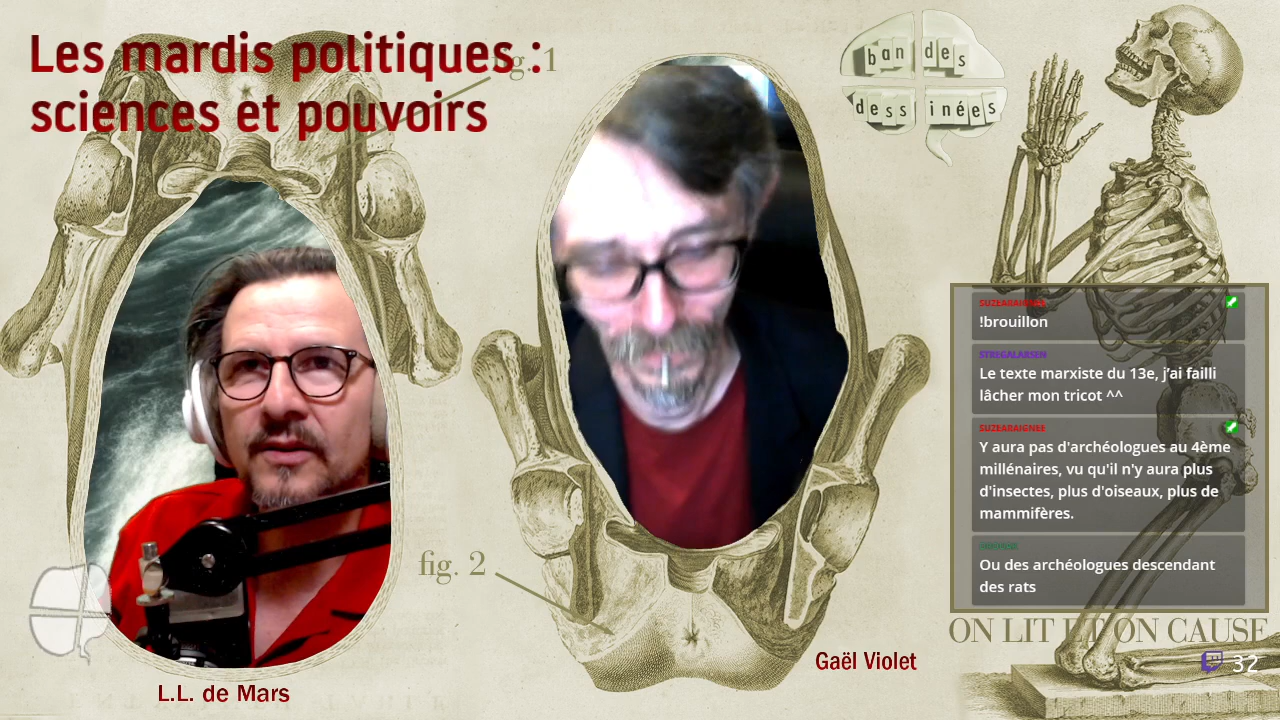 Les mardis politiques :
sciences et pouvoirs
fig. 1
ban des
dess inées
SUZEARAIGNEE
!brouillon
STREGALARSEN
Le texte marxiste du 13e, j'ai failli
lâcher mon tricot ^^
SUZEARAIGNEE
Y aura pas d'archéologues au 4ème
millénaires, vu qu'il n'y aura plus
d'insectes, plus d'oiseaux, plus de
mammifères.
Ou des archéologues descendant
des rats
fig. 2
ON LIT ET ON CAUSE
32
Gaël Violet
L.L. de Mars